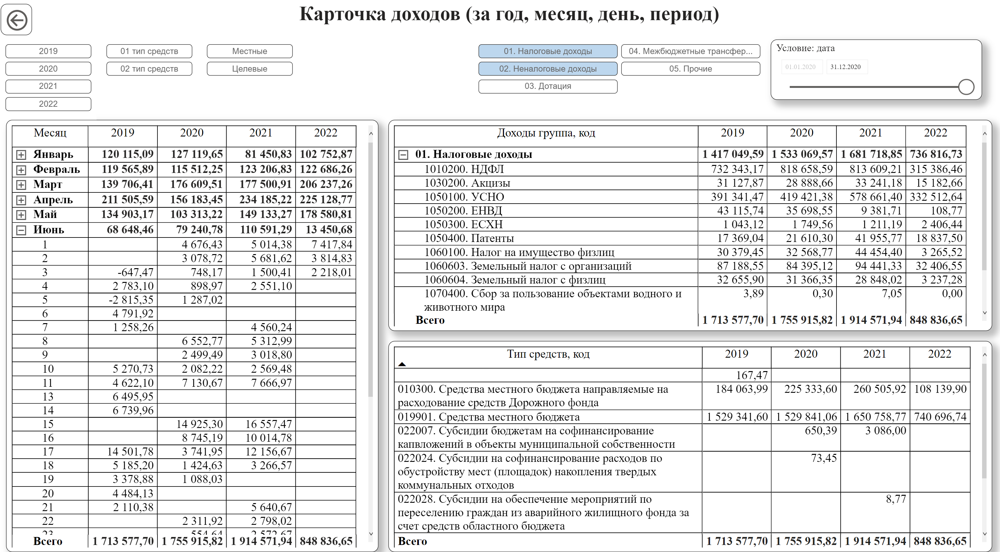 Карточка доходов (за год, месяц, день, период)
2019 01 тип средств Местные 01. Налоговые доходы 04. Межбюджетные трансфер...
2020 02 тип средств Целевые 02. Неналоговые доходы 05. Прочие
2021 03. Дотация
2022
Условие: дата
01.01.2020 31.12.2020
Месяц 2019 2020 2021 2022
Январь 120 115,09 127 119,65 81 450,83 102 752,87
Февраль 119 565,89 115 512,25 123 206,83 122 686,26
Март 139 706,41 176 609,51 177 500,91 206 237,26
Апрель 211 505,59 156 183,45 234 185,22 225 128,77
Май 134 903,17 103 313,22 149 133,27 178 580,81
Июнь 68 648,46 79 240,78 110 591,29 13 450,68
1 4 676,43 5 014,38 7 417,84
2 3 078,72 5 681,62 3 814,83
3 -647,47 748,17 1 500,41 2 218,01
4 2 783,10 898,97 2 551,10
5 -2 815,35 1 287,02
6 4 791,92
7 1 258,26 4 560,24
8 6 552,77 5 312,99
9 2 499,49 3 018,80
10 5 270,73 2 082,22 2 569,48
11 4 622,10 7 130,67 7 666,97
13 6 495,95
14 6 739,96
15 14 925,30 16 557,47
16 8 745,19 10 014,78
17 14 501,78 3 741,95 12 156,67
18 5 185,20 1 424,63 3 266,57
19 3 378,88 1 088,03
20 4 484,13
21 2 110,38 5 640,67
22 2 311,92 2 798,02
Всего 1 713 577,70 1 755 915,82 1 914 571,94 848 836,65
Доходы группа, код 2019 2020 2021 2022
01. Налоговые доходы 1 417 049,59 1 533 069,57 1 681 718,85 736 816,73
1010200. НДФЛ 732 343,17 818 658,59 813 609,21 315 386,46
1030200. Акцизы 31 127,87 28 888,66 33 241,18 15 182,66
1050100. УСНО 391 341,47 419 421,38 578 661,40 332 512,64
1050200. ЕНВД 43 115,74 35 698,55 9 381,71 108,77
1050300. ЕСХН 1 043,12 1 749,56 1 211,19 2 406,44
1050400. Патенты 17 369,04 21 610,30 41 955,77 18 837,50
1060100. Налог на имущество физлиц 30 379,45 32 568,77 44 454,40 3 265,52
1060603. Земельный налог с организаций 87 188,55 84 395,12 94 441,33 32 406,55
1060604. Земельный налог с физлиц 32 655,90 31 366,35 28 848,02 3 237,28
1070400. Сбор за пользование объектами водного и 3,89 0,30 7,05 0,00
животного мира
Всего 1 713 577,70 1 755 915,82 1 914 571,94 848 836,65
Тип средств, код 2019 2020 2021 2022
167,47
010300. Средства местного бюджета направляемые на 184 063,99 225 333,60 260 505,92 108 139,90
расходование средств Дорожного фонда
019901. Средства местного бюджета 1 529 341,60 1 529 841,06 1 650 758,77 740 696,74
022007. Субсидии бюджетам на софинансирование 650,39 3 086,00
капвложений в объекты муниципальной собственности
022024. Субсидии на софинансирование расходов по 73,45
обустройству мест (площадок) накопления твердых
коммунальных отходов
022028. Субсидии на обеспечение мероприятий по 8,77
переселению граждан из аварийного жилищного фонда за
счет средств областного бюджета
Всего 1 713 577,70 1 755 915,82 1 914 571,94 848 836,65